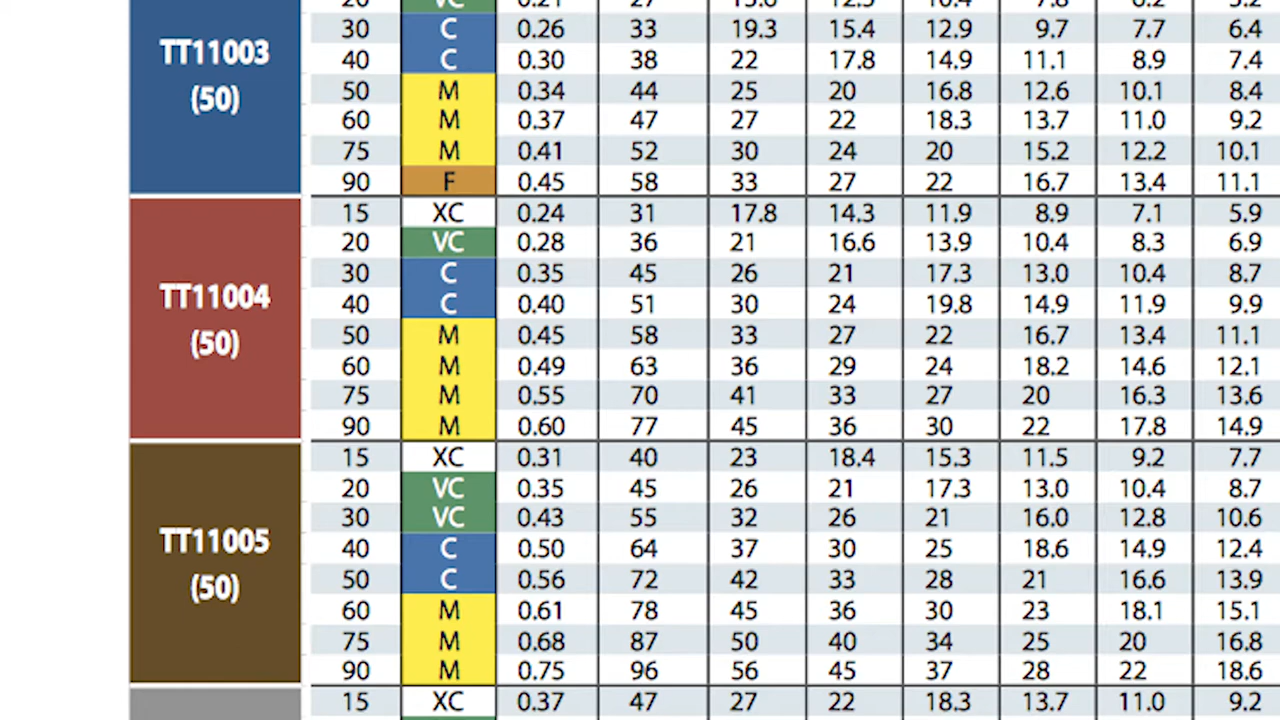 TT11003
(50)
30 C 0.26 33 19.3 15.4 12.9 9.7 7.7 6.4
40 C 0.30 38 22 17.8 14.9 11.1 8.9 7.4
50 M 0.34 44 25 20 16.8 12.6 10.1 8.4
60 M 0.37 47 27 22 18.3 13.7 11.0 9.2
75 M 0.41 52 30 24 20 15.2 12.2 10.1
90 F 0.45 58 33 27 22 16.7 13.4 11.1
TT11004
(50)
15 XC 0.24 31 17.8 14.3 11.9 8.9 7.1 5.9
20 VC 0.28 36 21 16.6 13.9 10.4 8.3 6.9
30 C 0.35 45 26 21 17.3 13.0 10.4 8.7
40 C 0.40 51 30 24 19.8 14.9 11.9 9.9
50 M 0.45 58 33 27 22 16.7 13.4 11.1
60 M 0.49 63 36 29 24 18.2 14.6 12.1
75 M 0.55 70 41 33 27 20 16.3 13.6
90 M 0.60 77 45 36 30 22 17.8 14.9
TT11005
(50)
15 XC 0.31 40 23 18.4 15.3 11.5 9.2 7.7
20 VC 0.35 45 26 21 17.3 13.0 10.4 8.7
30 VC 0.43 55 32 26 21 16.0 12.8 10.6
40 C 0.50 64 37 30 25 18.6 14.9 12.4
50 C 0.56 72 42 33 28 21 16.6 13.9
60 M 0.61 78 45 36 30 23 18.1 15.1
75 M 0.68 87 50 40 34 25 20 16.8
90 M 0.75 96 56 45 37 28 22 18.6
15 XC 0.37 47 27 22 18.3 13.7 11.0 9.2